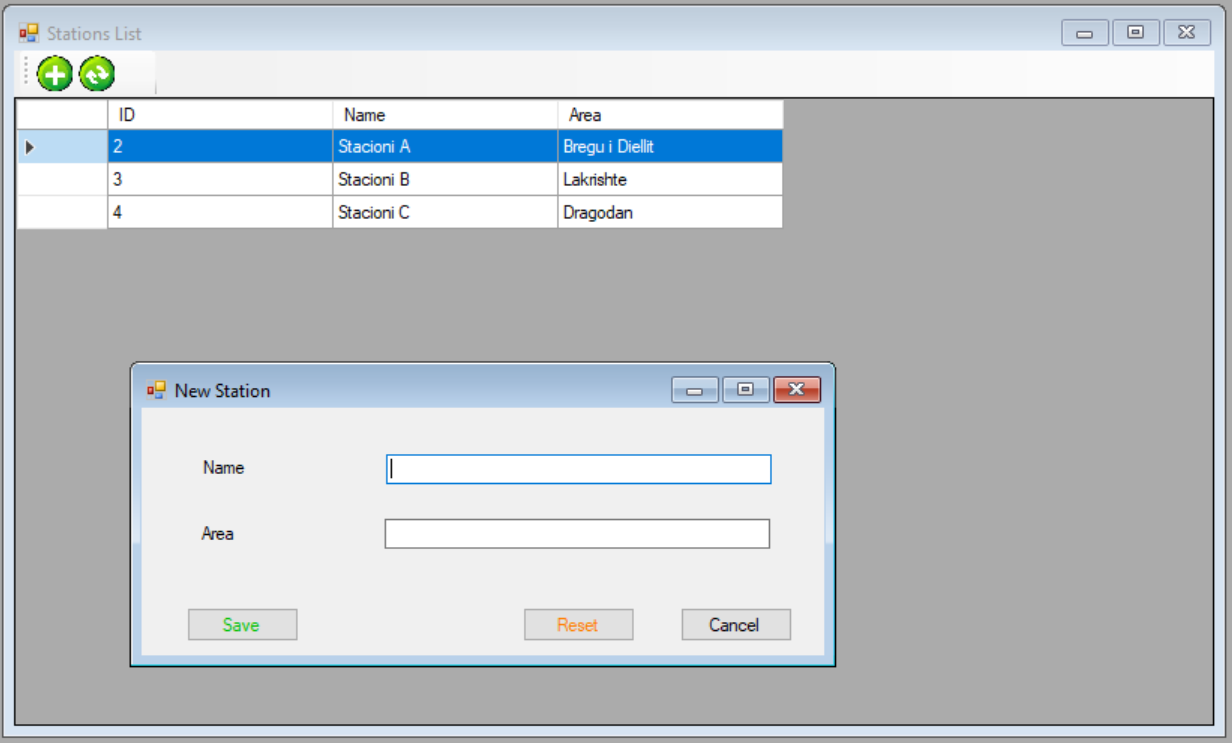 Stations List
ID Name Area
2 Stacioni A Bregu i Diellit
3 Stacioni B Lakrishte
4 Stacioni C Dragodan
New Station
Name
Area
Save Reset Cancel